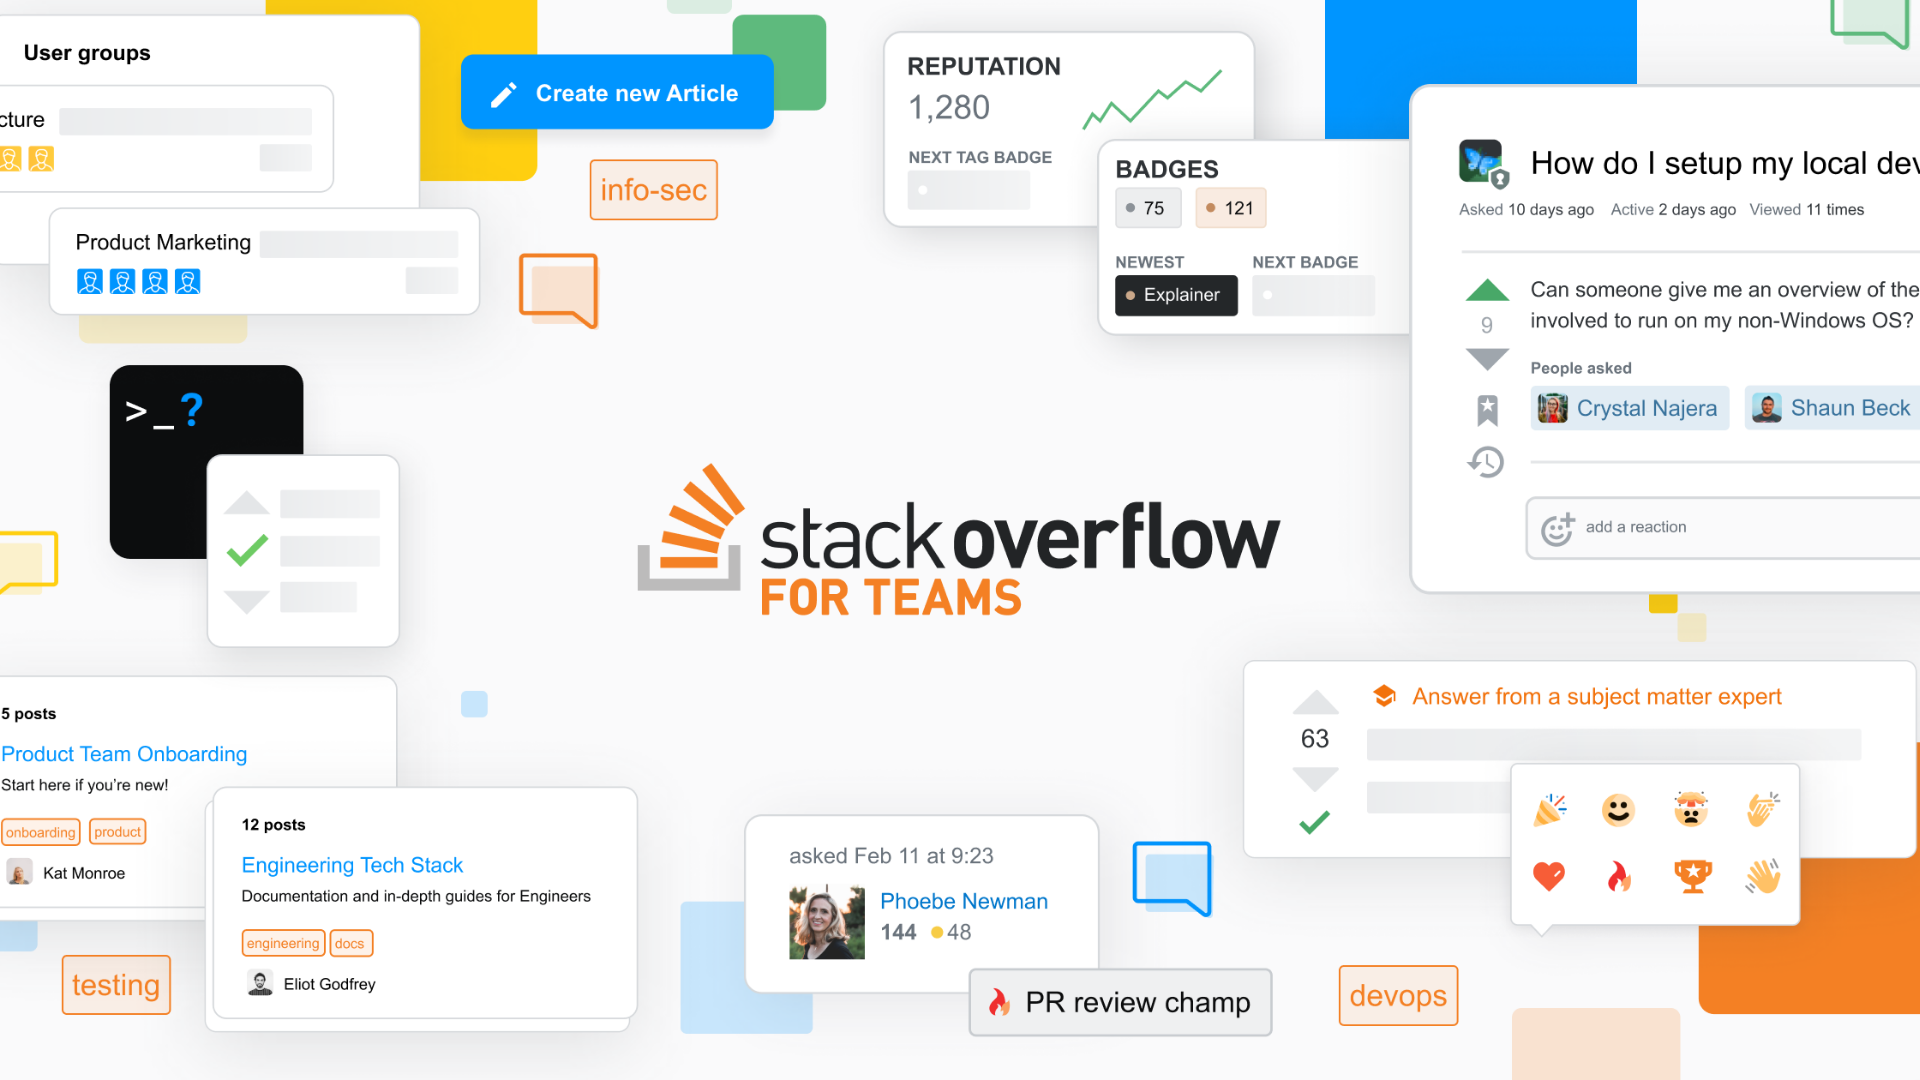 User groups
cture
Product Marketing
Create new Article
info-sec
REPUTATION
1,280
NEXT TAG BADGE
BADGES
75
121
NEWEST
NEXT BADGE
Explainer
How do I setup my local dev
Asked 10 days ago Active 2 days ago Viewed 11 times
Can someone give me an overview of the
involved to run on my non-Windows OS?
9
People asked
Crystal Najera
Shaun Beck
add a reaction
>_?
stackoverflow
FOR TEAMS
5 posts
Product Team Onboarding
Start here if you’re new!
onboarding
product
Kat Monroe
12 posts
Engineering Tech Stack
Documentation and in-depth guides for Engineers
engineering
docs
Eliot Godfrey
testing
asked Feb 11 at 9:23
Phoebe Newman
144 48
PR review champ
Answer from a subject matter expert
63
devops